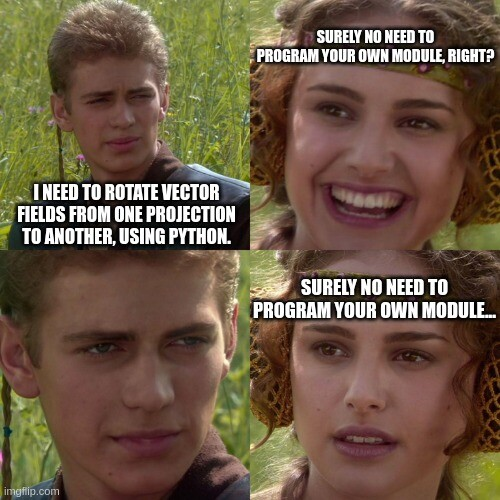 SURELY NO NEED TO
PROGRAM YOUR OWN MODULE, RIGHT?
I NEED TO ROTATE VECTOR
FIELDS FROM ONE PROJECTION
TO ANOTHER, USING PYTHON.
SURELY NO NEED TO
PROGRAM YOUR OWN MODULE...
imgflip.com